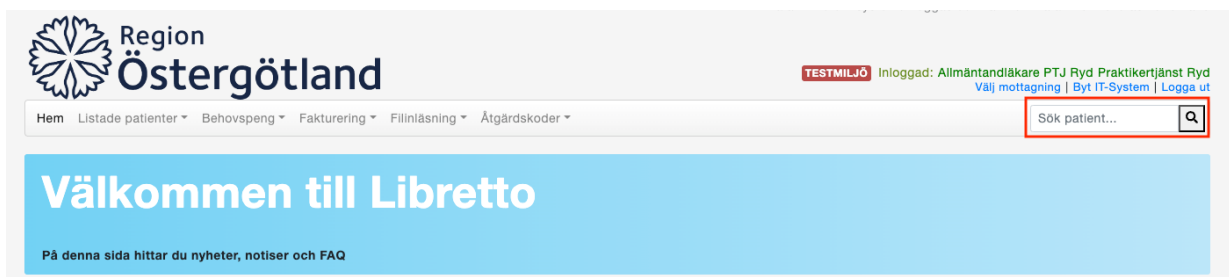 Region
Östergötland
TESTMILJÖ Inloggad: Allmäntandläkare PTJ Ryd Praktikertjänst Ryd
Välj mottagning | Byt IT-System | Logga ut
Hem Listade patienter Behovspeng Fakturering Filinläsning Åtgärdskoder Sök patient...
Välkommen till Libretto
På denna sida hittar du nyheter, notiser och FAQ